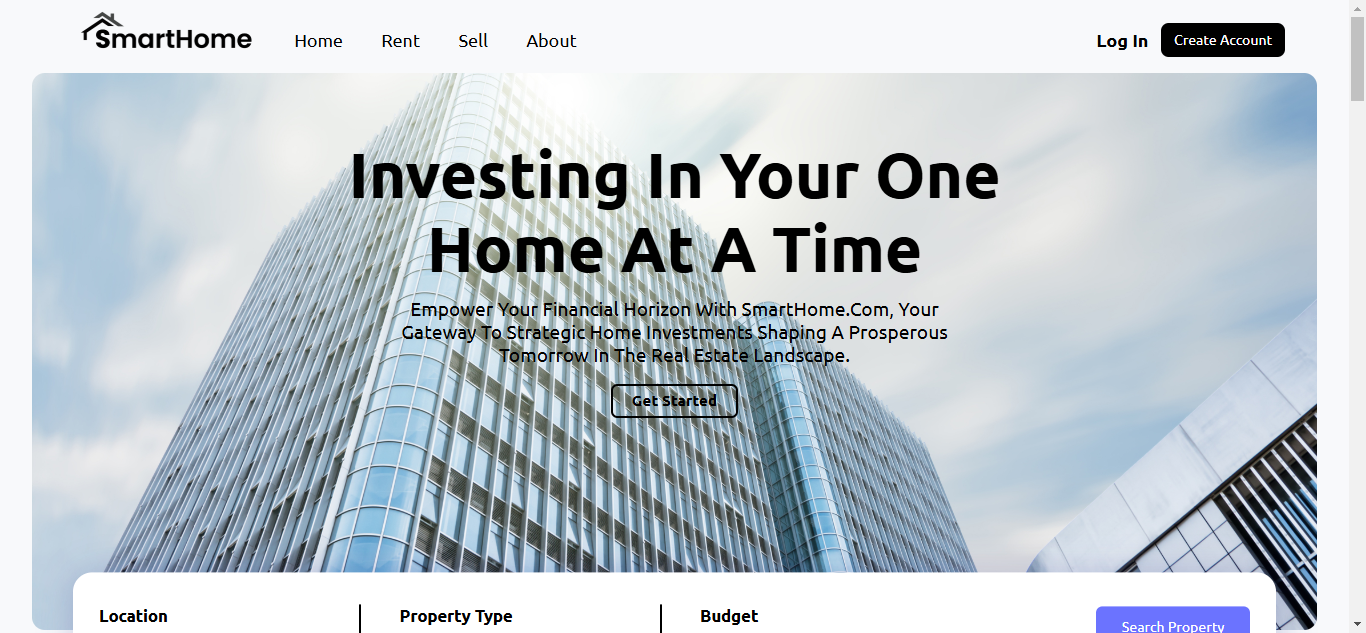 SmartHome
Home Rent Sell About
Log In Create Account
Investing In Your One
Home At A Time
Empower Your Financial Horizon With SmartHome.Com, Your
Gateway To Strategic Home Investments Shaping A Prosperous
Tomorrow In The Real Estate Landscape.
Get Started
Location Property Type Budget
Search Property